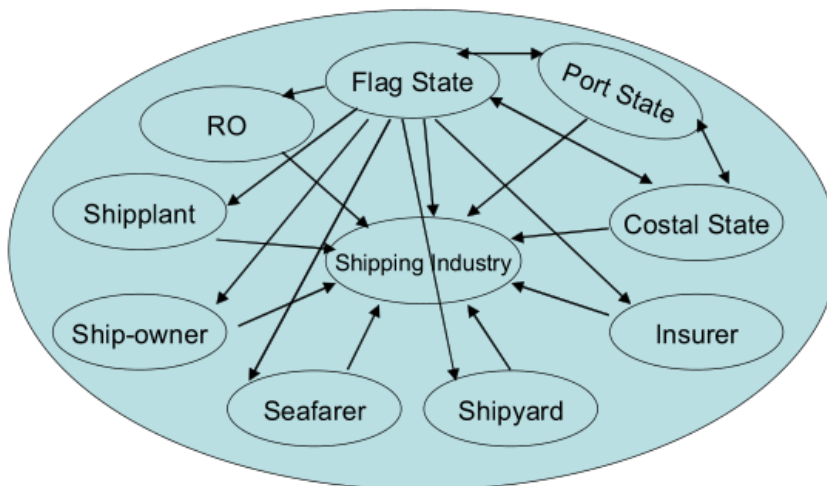 Flag State
Port State
RO
Shipplant
Costal State
Shipping Industry
Ship-owner
Insurer
Seafarer
Shipyard